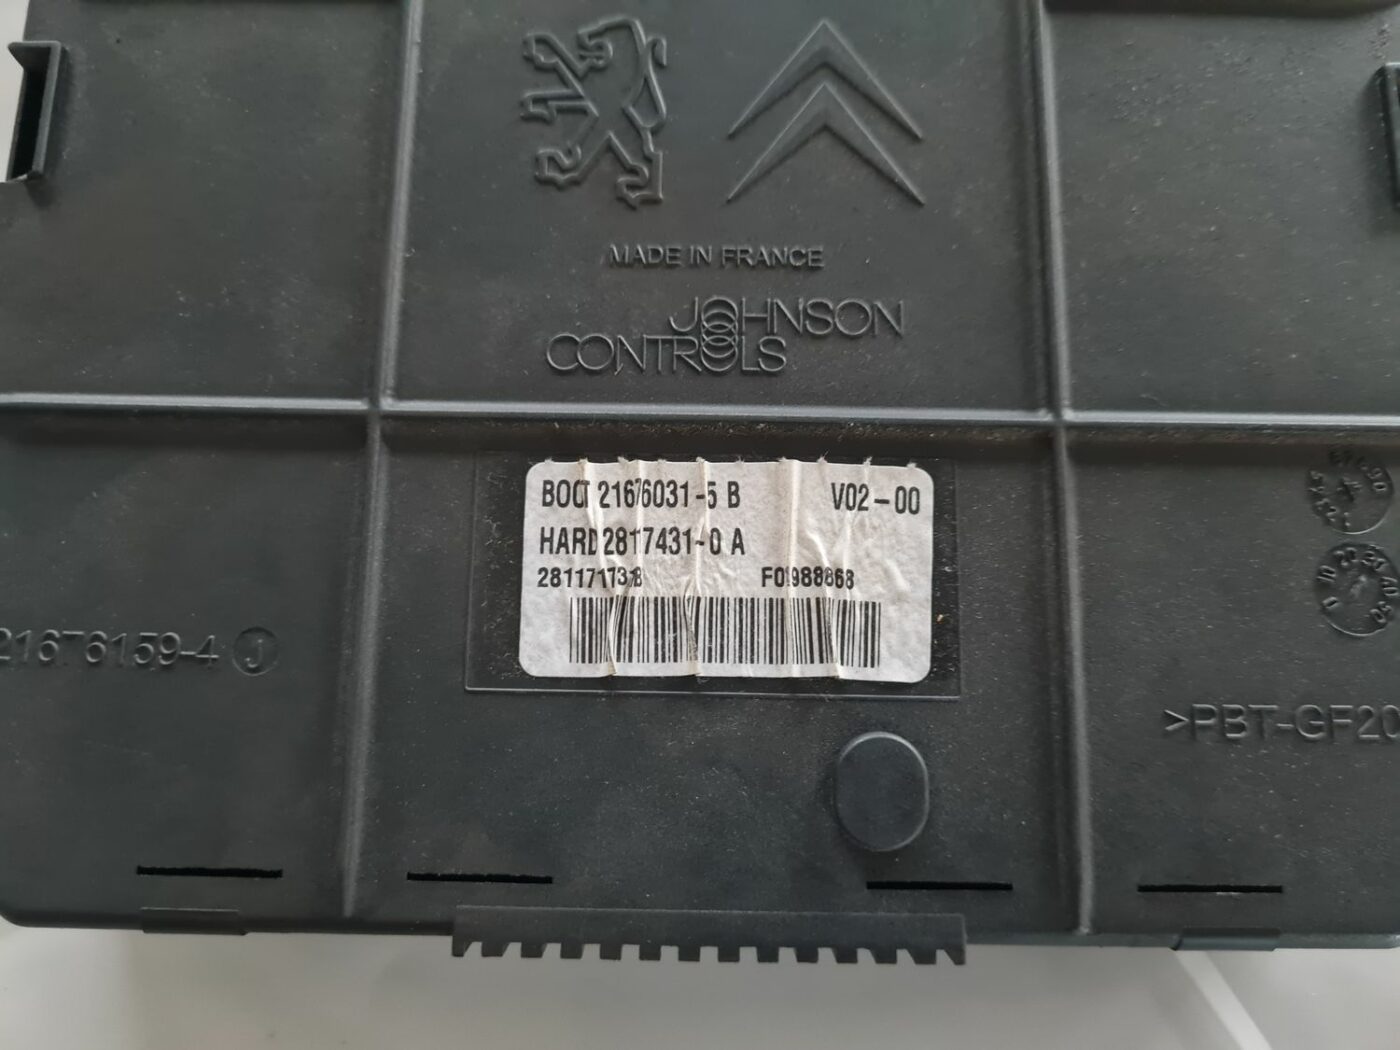 MADE IN FRANCE
JOHNSON
CONTROLS
BOOT 21676031-5 B V02-00
HARD 2817431-0 A
21676159-4 J
>PBT-GF20